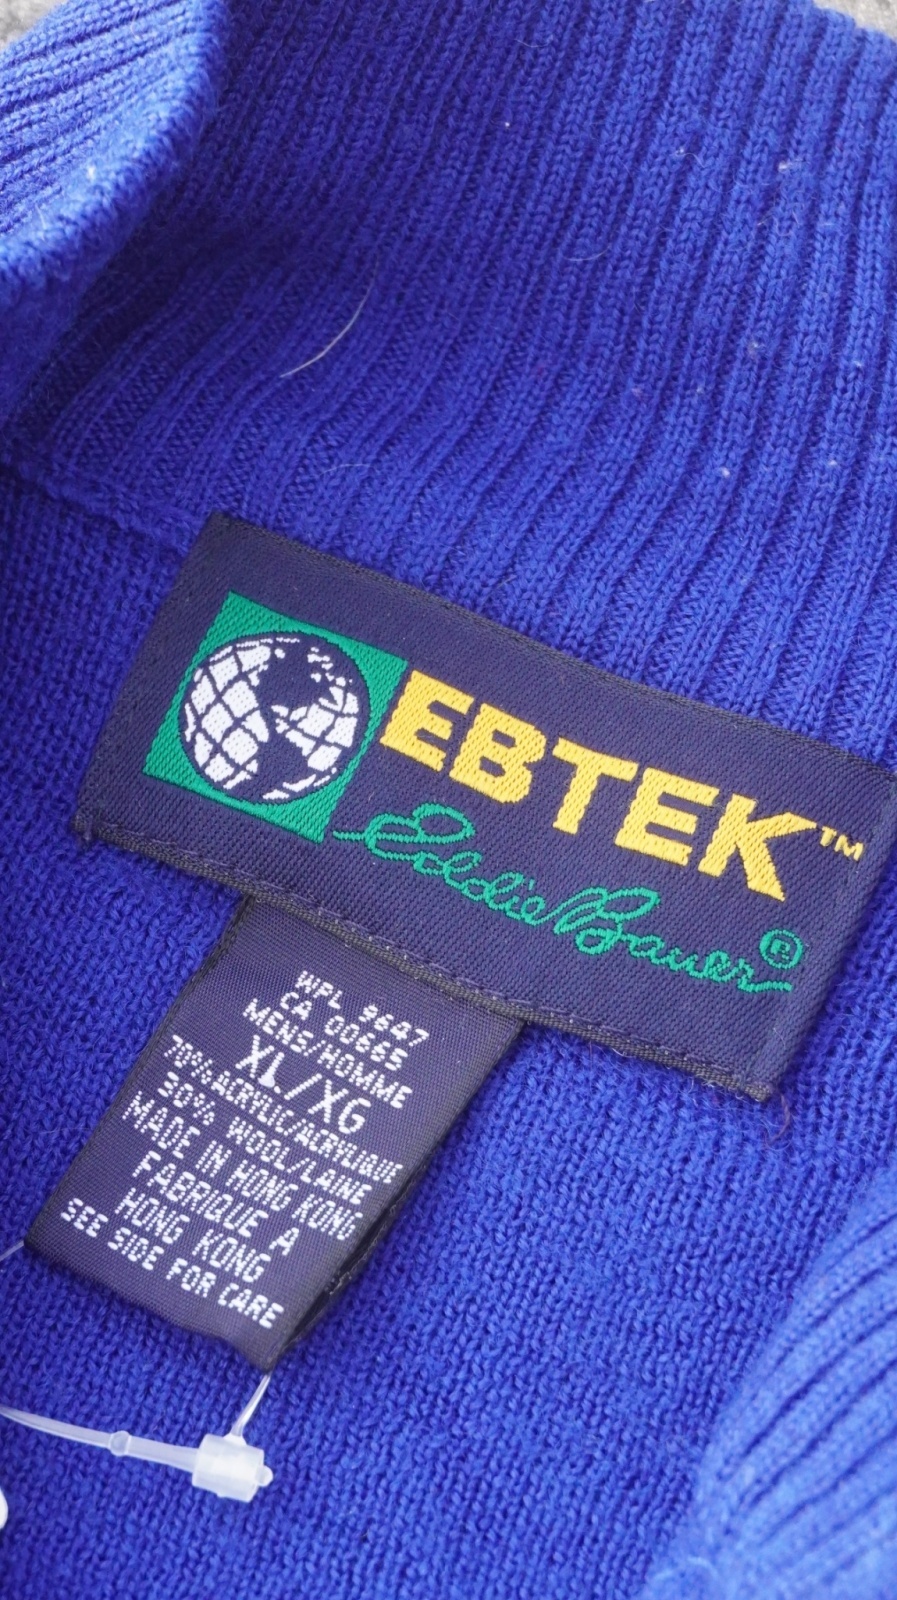 EBTEK™
Eddie Bauer®
WPL 9647
CA 00665
MENS/HOMME
XL/XG
70% ACRYLIC/ACRYLIQUE
30% WOOL/LAINE
MADE IN HONG KONG
FABRIQUE A
HONG KONG
SEE SIDE FOR CARE